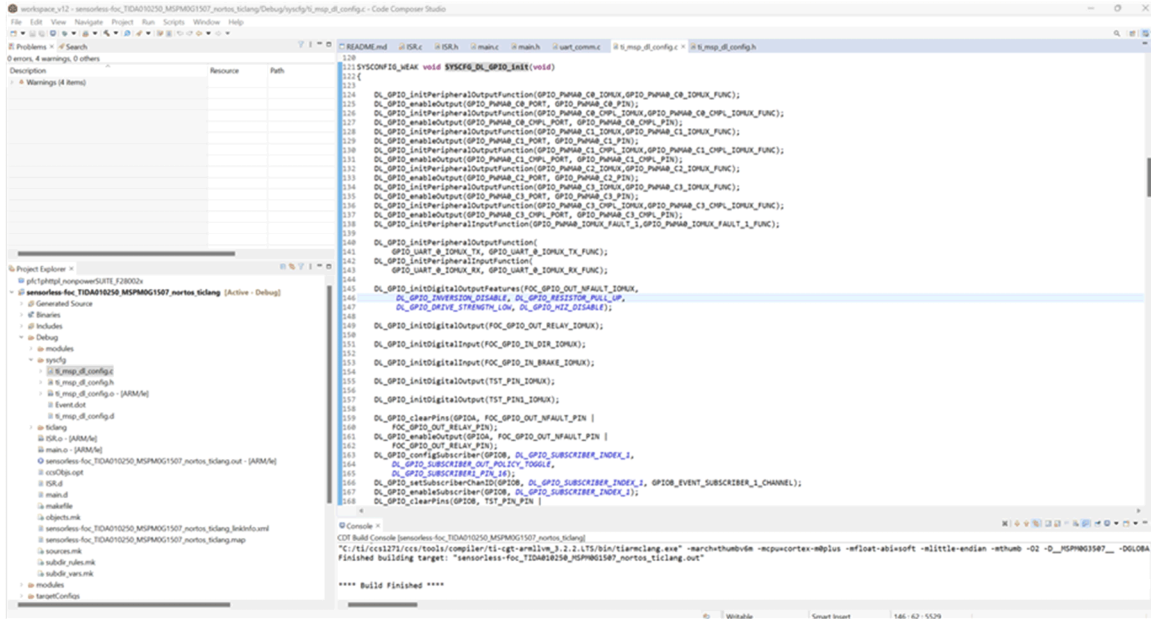 workspace_v12 - sensorless-foc_TIDA010250_MSPM0G1507_nortos_ticlang/Debug/syscfg/ti_msp_dl_config.c - Code Composer Studio
File Edit View Navigate Project Run Scripts Window Help
Problems × Search
0 errors, 4 warnings, 0 others
Description Resource Path
Warnings (4 items)
Project Explorer ×
pfc1phttpl_nonpowerSUITE_F28002x
sensorless-foc_TIDA010250_MSPM0G1507_nortos_ticlang [Active - Debug]
Generated Source
Binaries
Includes
Debug
modules
syscfg
ti_msp_dl_config.c
ti_msp_dl_config.h
ti_msp_dl_config.o - [ARM/le]
Event.dot
ti_msp_dl_config.d
ticlang
ISR.o - [ARM/le]
main.o - [ARM/le]
sensorless-foc_TIDA010250_MSPM0G1507_nortos_ticlang.out - [ARM/le]
ccsObjs.opt
ISR.d
main.d
makefile
objects.mk
sensorless-foc_TIDA010250_MSPM0G1507_nortos_ticlang_linkInfo.xml
sensorless-foc_TIDA010250_MSPM0G1507_nortos_ticlang.map
sources.mk
subdir_rules.mk
subdir_vars.mk
modules
targetConfigs
README.md ISR.c ISR.h main.c main.h uart_comm.c ti_msp_dl_config.c × ti_msp_dl_config.h
120
121 SYSCONFIG_WEAK void SYSCFG_DL_GPIO_init(void)
122 {
123
124 DL_GPIO_initPeripheralOutputFunction(GPIO_PWMA0_C0_IOMUX,GPIO_PWMA0_C0_IOMUX_FUNC);
125 DL_GPIO_enableOutput(GPIO_PWMA0_C0_PORT, GPIO_PWMA0_C0_PIN);
126 DL_GPIO_initPeripheralOutputFunction(GPIO_PWMA0_C0_CMPL_IOMUX,GPIO_PWMA0_C0_CMPL_IOMUX_FUNC);
127 DL_GPIO_enableOutput(GPIO_PWMA0_C0_CMPL_PORT, GPIO_PWMA0_C0_CMPL_PIN);
128 DL_GPIO_initPeripheralOutputFunction(GPIO_PWMA0_C1_IOMUX,GPIO_PWMA0_C1_IOMUX_FUNC);
129 DL_GPIO_enableOutput(GPIO_PWMA0_C1_PORT, GPIO_PWMA0_C1_PIN);
130 DL_GPIO_initPeripheralOutputFunction(GPIO_PWMA0_C1_CMPL_IOMUX,GPIO_PWMA0_C1_CMPL_IOMUX_FUNC);
131 DL_GPIO_enableOutput(GPIO_PWMA0_C1_CMPL_PORT, GPIO_PWMA0_C1_CMPL_PIN);
132 DL_GPIO_initPeripheralOutputFunction(GPIO_PWMA0_C2_IOMUX,GPIO_PWMA0_C2_IOMUX_FUNC);
133 DL_GPIO_enableOutput(GPIO_PWMA0_C2_PORT, GPIO_PWMA0_C2_PIN);
134 DL_GPIO_initPeripheralOutputFunction(GPIO_PWMA0_C3_IOMUX,GPIO_PWMA0_C3_IOMUX_FUNC);
135 DL_GPIO_enableOutput(GPIO_PWMA0_C3_PORT, GPIO_PWMA0_C3_PIN);
136 DL_GPIO_initPeripheralOutputFunction(GPIO_PWMA0_C3_CMPL_IOMUX,GPIO_PWMA0_C3_CMPL_IOMUX_FUNC);
137 DL_GPIO_enableOutput(GPIO_PWMA0_C3_CMPL_PORT, GPIO_PWMA0_C3_CMPL_PIN);
138 DL_GPIO_initPeripheralInputFunction(GPIO_PWMA0_IOMUX_FAULT_1,GPIO_PWMA0_IOMUX_FAULT_1_FUNC);
139
140 DL_GPIO_initPeripheralOutputFunction(
141 GPIO_UART_0_IOMUX_TX, GPIO_UART_0_IOMUX_TX_FUNC);
142 DL_GPIO_initPeripheralInputFunction(
143 GPIO_UART_0_IOMUX_RX, GPIO_UART_0_IOMUX_RX_FUNC);
144
145 DL_GPIO_initDigitalOutputFeatures(FOC_GPIO_OUT_NFAULT_IOMUX,
146 DL_GPIO_INVERSION_DISABLE, DL_GPIO_RESISTOR_PULL_UP,
147 DL_GPIO_DRIVE_STRENGTH_LOW, DL_GPIO_HIZ_DISABLE);
148
149 DL_GPIO_initDigitalOutput(FOC_GPIO_OUT_RELAY_IOMUX);
150
151 DL_GPIO_initDigitalInput(FOC_GPIO_IN_DIR_IOMUX);
152
153 DL_GPIO_initDigitalInput(FOC_GPIO_IN_BRAKE_IOMUX);
154
155 DL_GPIO_initDigitalOutput(TST_PIN_IOMUX);
156
157 DL_GPIO_initDigitalOutput(TST_PIN1_IOMUX);
158
159 DL_GPIO_clearPins(GPIOA, FOC_GPIO_OUT_NFAULT_PIN |
160 FOC_GPIO_OUT_RELAY_PIN);
161 DL_GPIO_enableOutput(GPIOA, FOC_GPIO_OUT_NFAULT_PIN |
162 FOC_GPIO_OUT_RELAY_PIN);
163 DL_GPIO_configSubscriber(GPIOB, DL_GPIO_SUBSCRIBER_INDEX_1,
164 DL_GPIO_SUBSCRIBER_OUT_POLICY_TOGGLE,
165 DL_GPIO_SUBSCRIBER1_PIN_16);
166 DL_GPIO_setSubscriberChanID(GPIOB, DL_GPIO_SUBSCRIBER_INDEX_1, GPIOB_EVENT_SUBSCRIBER_1_CHANNEL);
167 DL_GPIO_enableSubscriber(GPIOB, DL_GPIO_SUBSCRIBER_INDEX_1);
168 DL_GPIO_clearPins(GPIOB, TST_PIN_PIN |
Console ×
CDT Build Console [sensorless-foc_TIDA010250_MSPM0G1507_nortos_ticlang]
"C:/ti/ccs1271/ccs/tools/compiler/ti-cgt-armllvm_3.2.2.LTS/bin/tiarmclang.exe" -march=thumbv6m -mcpu=cortex-m0plus -mfloat-abi=soft -mlittle-endian -mthumb -O2 -D__MSPM0G3507__ -DGLOBA
Finished building target: "sensorless-foc_TIDA010250_MSPM0G1507_nortos_ticlang.out"
**** Build Finished ****
Writable Smart Insert 146 : 62 : 5529